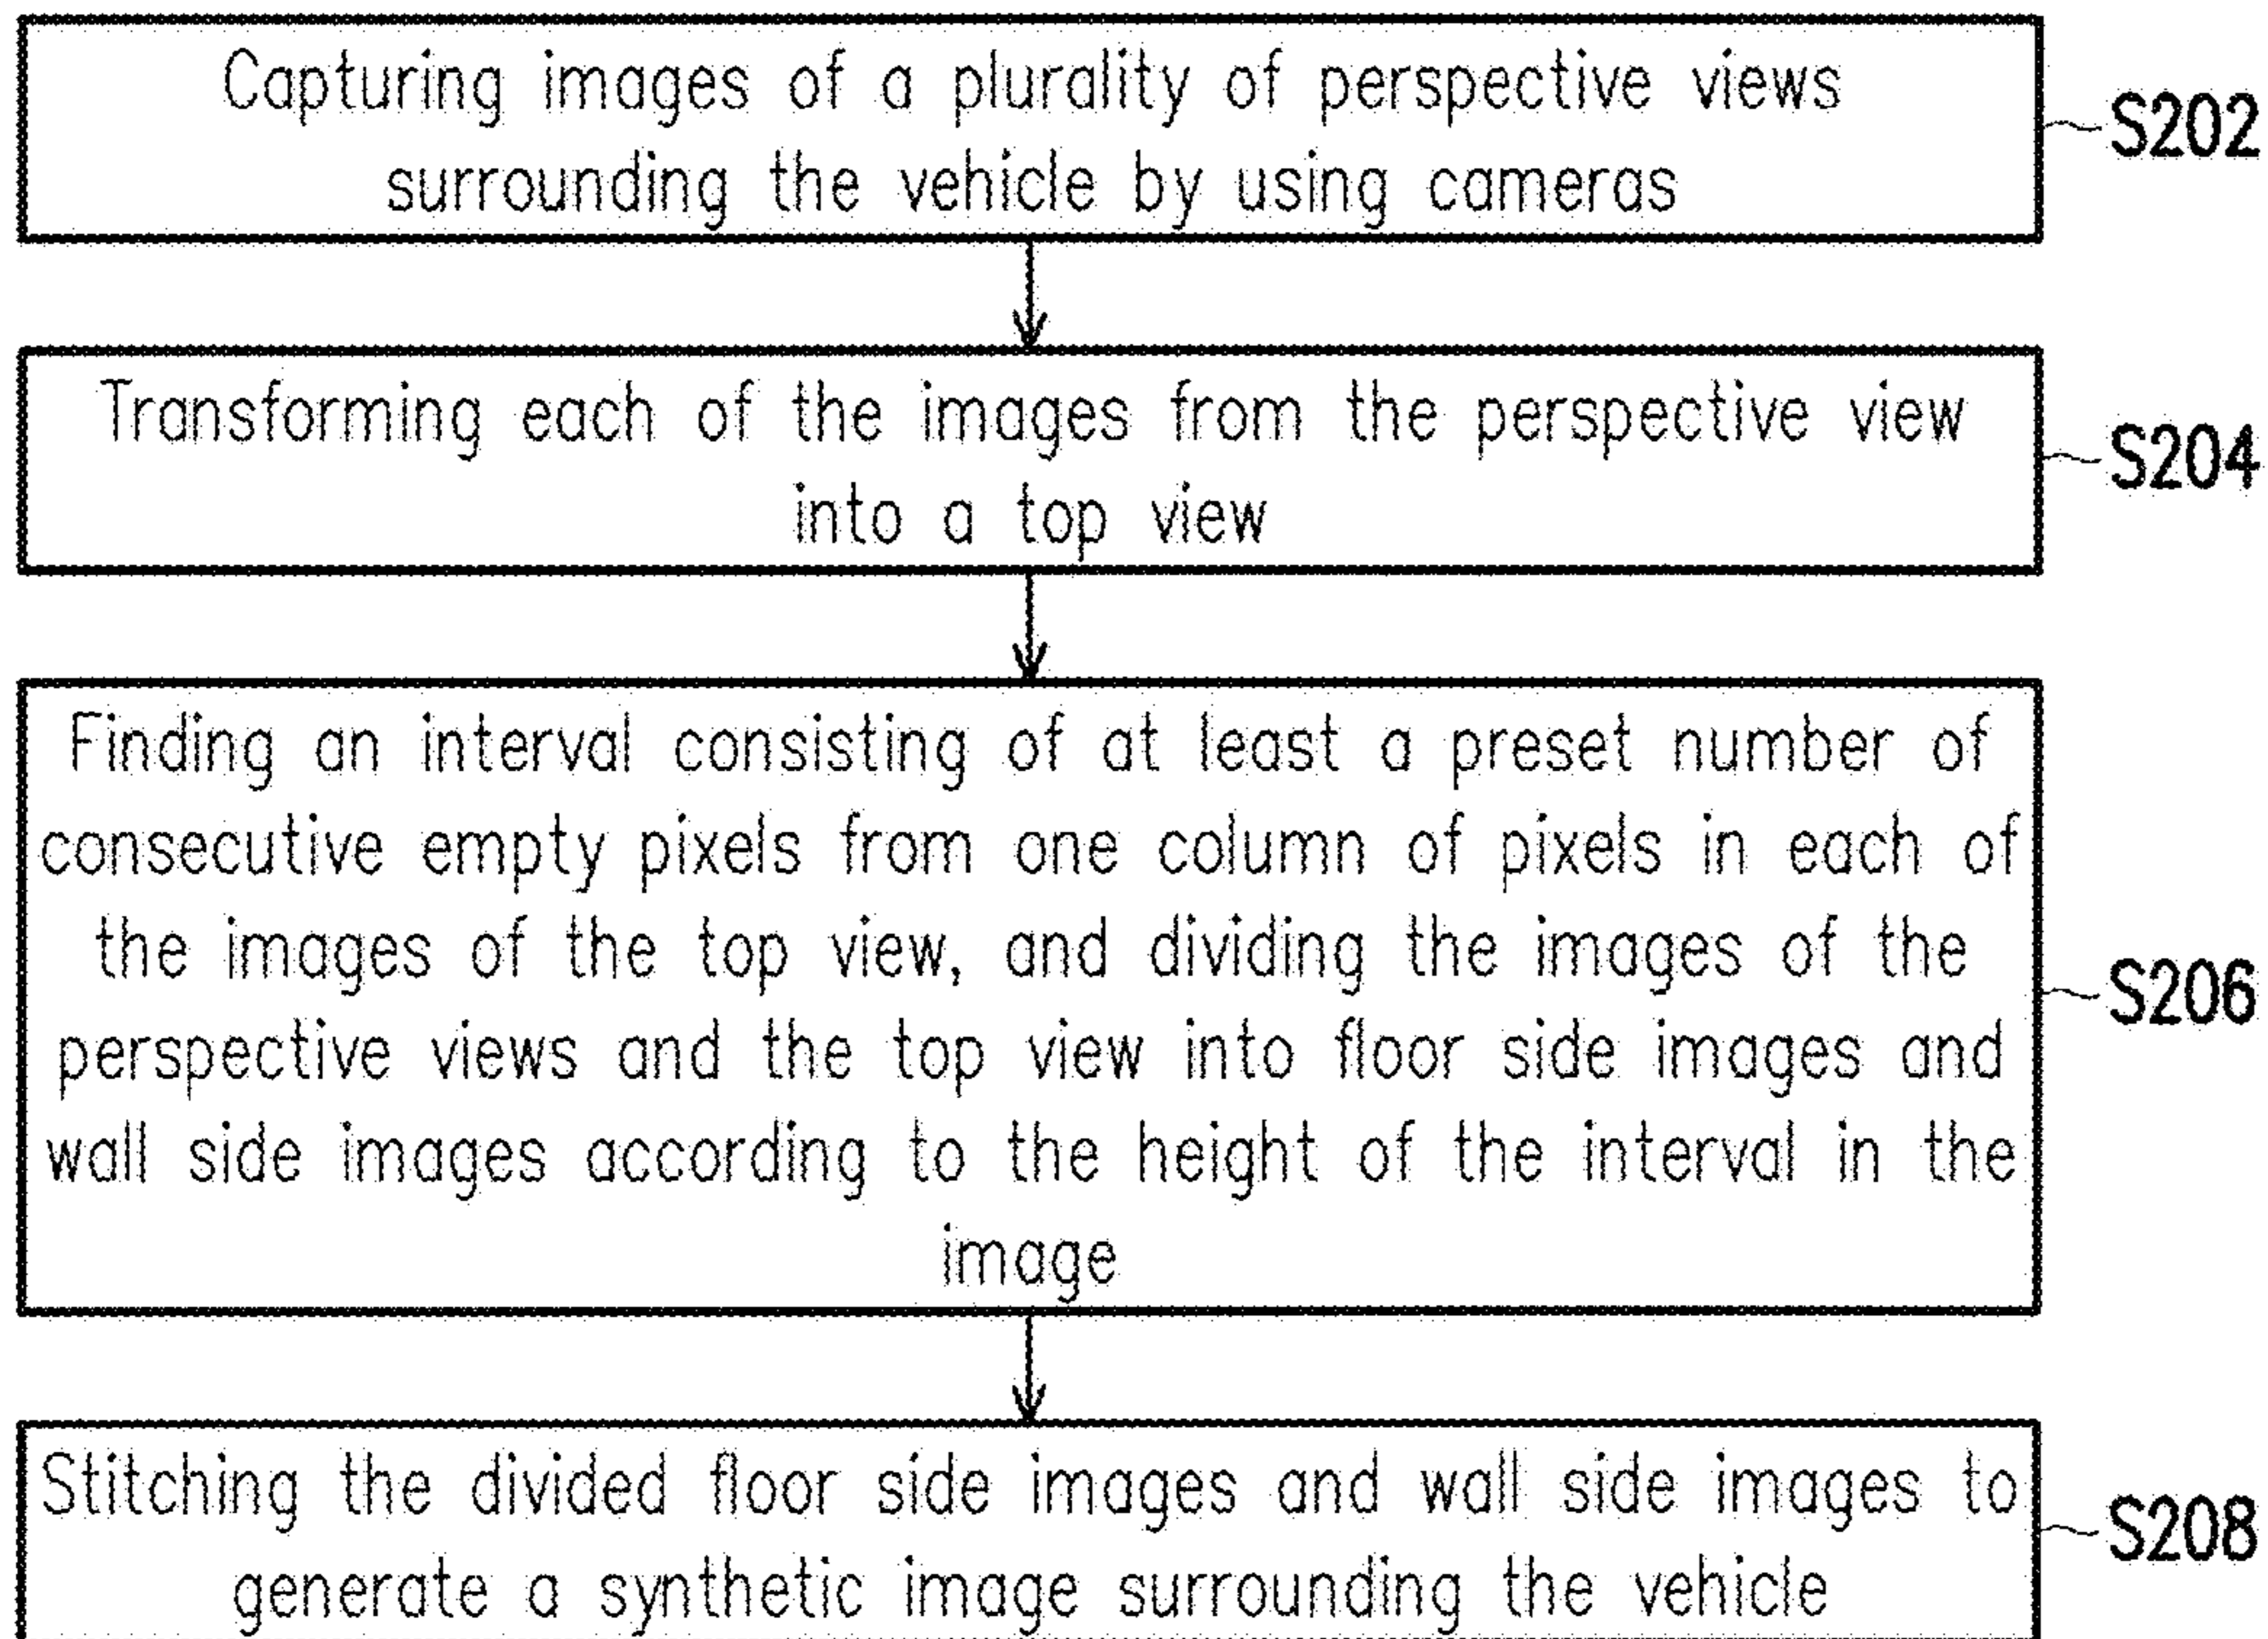 Capturing images of a plurality of perspective views
surrounding the vehicle by using cameras
S202
Transforming each of the images from the perspective view
into a top view
S204
Finding an interval consisting of at least a preset number of
consecutive empty pixels from one column of pixels in each of
the images of the top view, and dividing the images of the
perspective views and the top view into floor side images and
wall side images according to the height of the interval in the
image
S206
Stitching the divided floor side images and wall side images to
generate a synthetic image surrounding the vehicle
S208